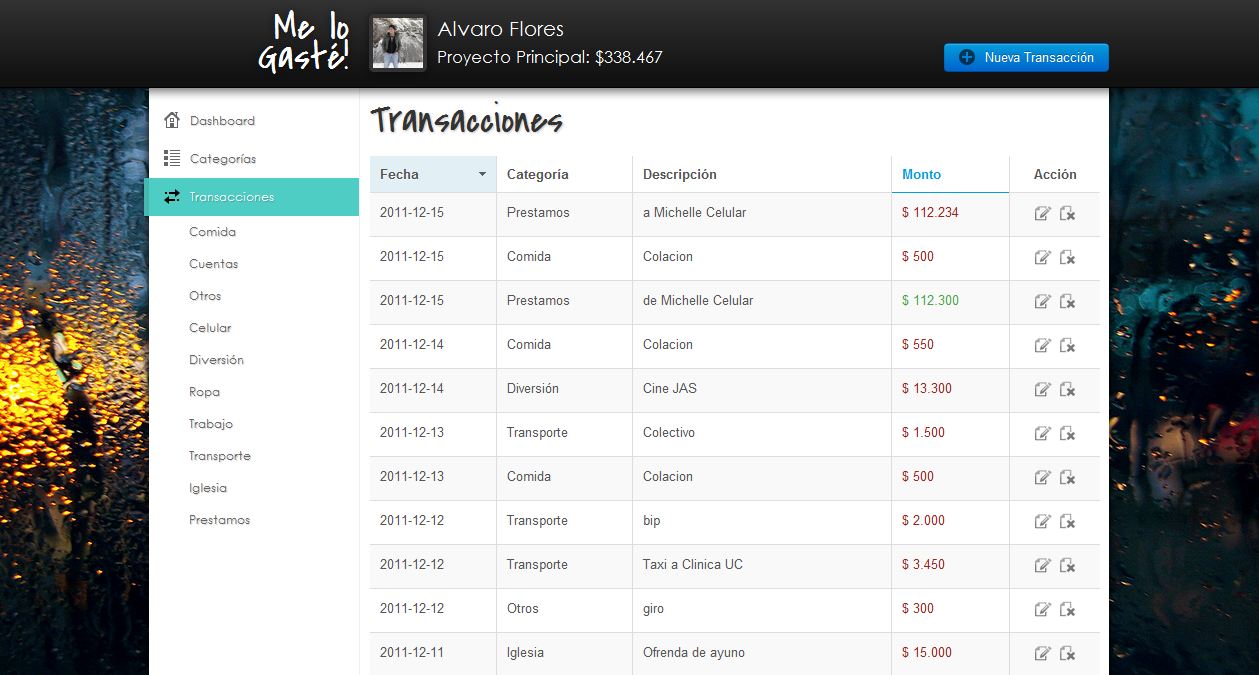 Me lo
Gasté!
Alvaro Flores
Proyecto Principal: $338.467
Nueva Transacción
Dashboard
Categorías
Transacciones
Comida
Cuentas
Otros
Celular
Diversión
Ropa
Trabajo
Transporte
Iglesia
Prestamos
Transacciones
Fecha Categoría Descripción Monto Acción
2011-12-15 Prestamos a Michelle Celular $ 112.234
2011-12-15 Comida Colacion $ 500
2011-12-15 Prestamos de Michelle Celular $ 112.300
2011-12-14 Comida Colacion $ 550
2011-12-14 Diversión Cine JAS $ 13.300
2011-12-13 Transporte Colectivo $ 1.500
2011-12-13 Comida Colacion $ 500
2011-12-12 Transporte bip $ 2.000
2011-12-12 Transporte Taxi a Clinica UC $ 3.450
2011-12-12 Otros giro $ 300
2011-12-11 Iglesia Ofrenda de ayuno $ 15.000